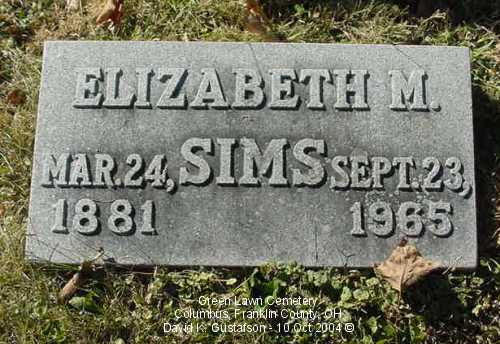 ELIZABETH M.
MAR.24, SIMS SEPT.23,
1881 1965
Green Lawn Cemetery
Columbus, Franklin County, OH
David K. Gustafson - 10 Oct 2004 ©